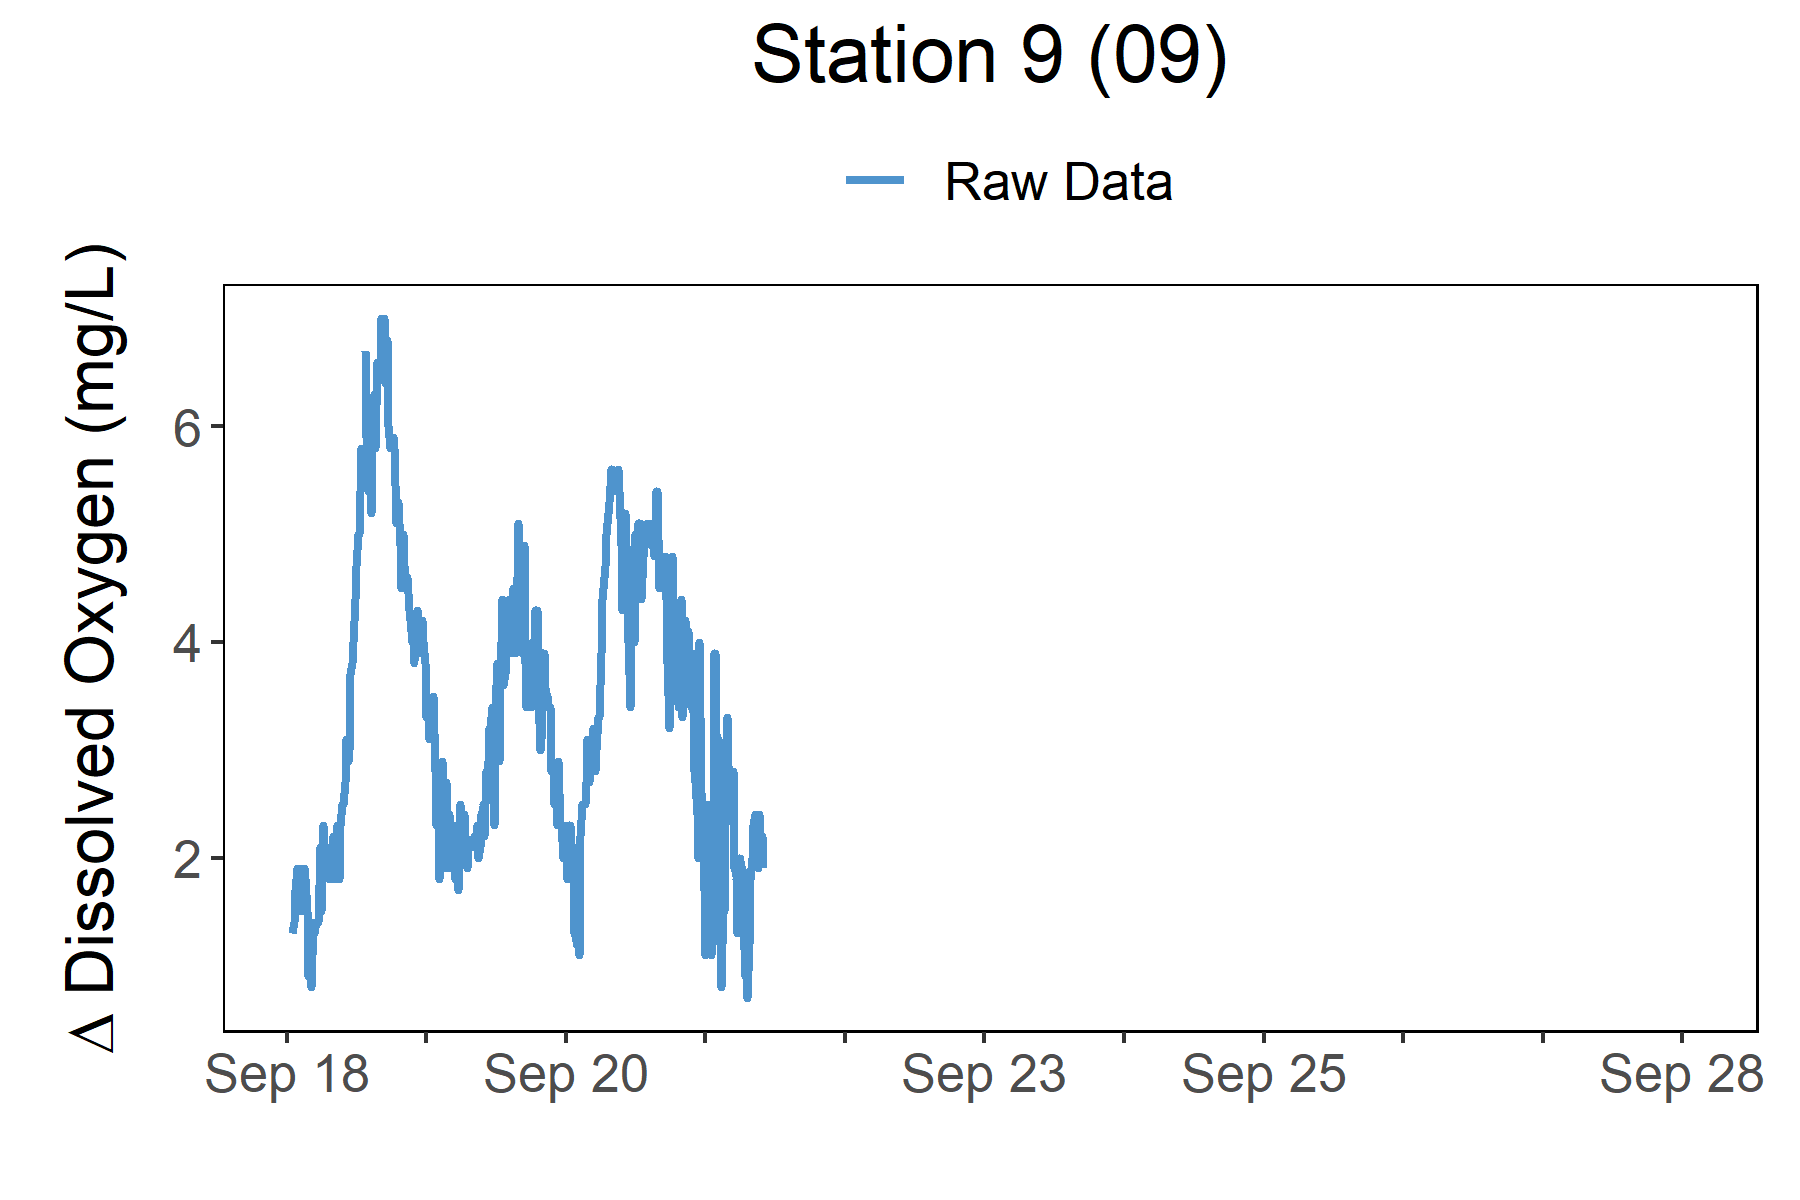 Station 9 (09)
Raw Data
Δ Dissolved Oxygen (mg/L)
6
4
2
Sep 18 Sep 20 Sep 23 Sep 25 Sep 28